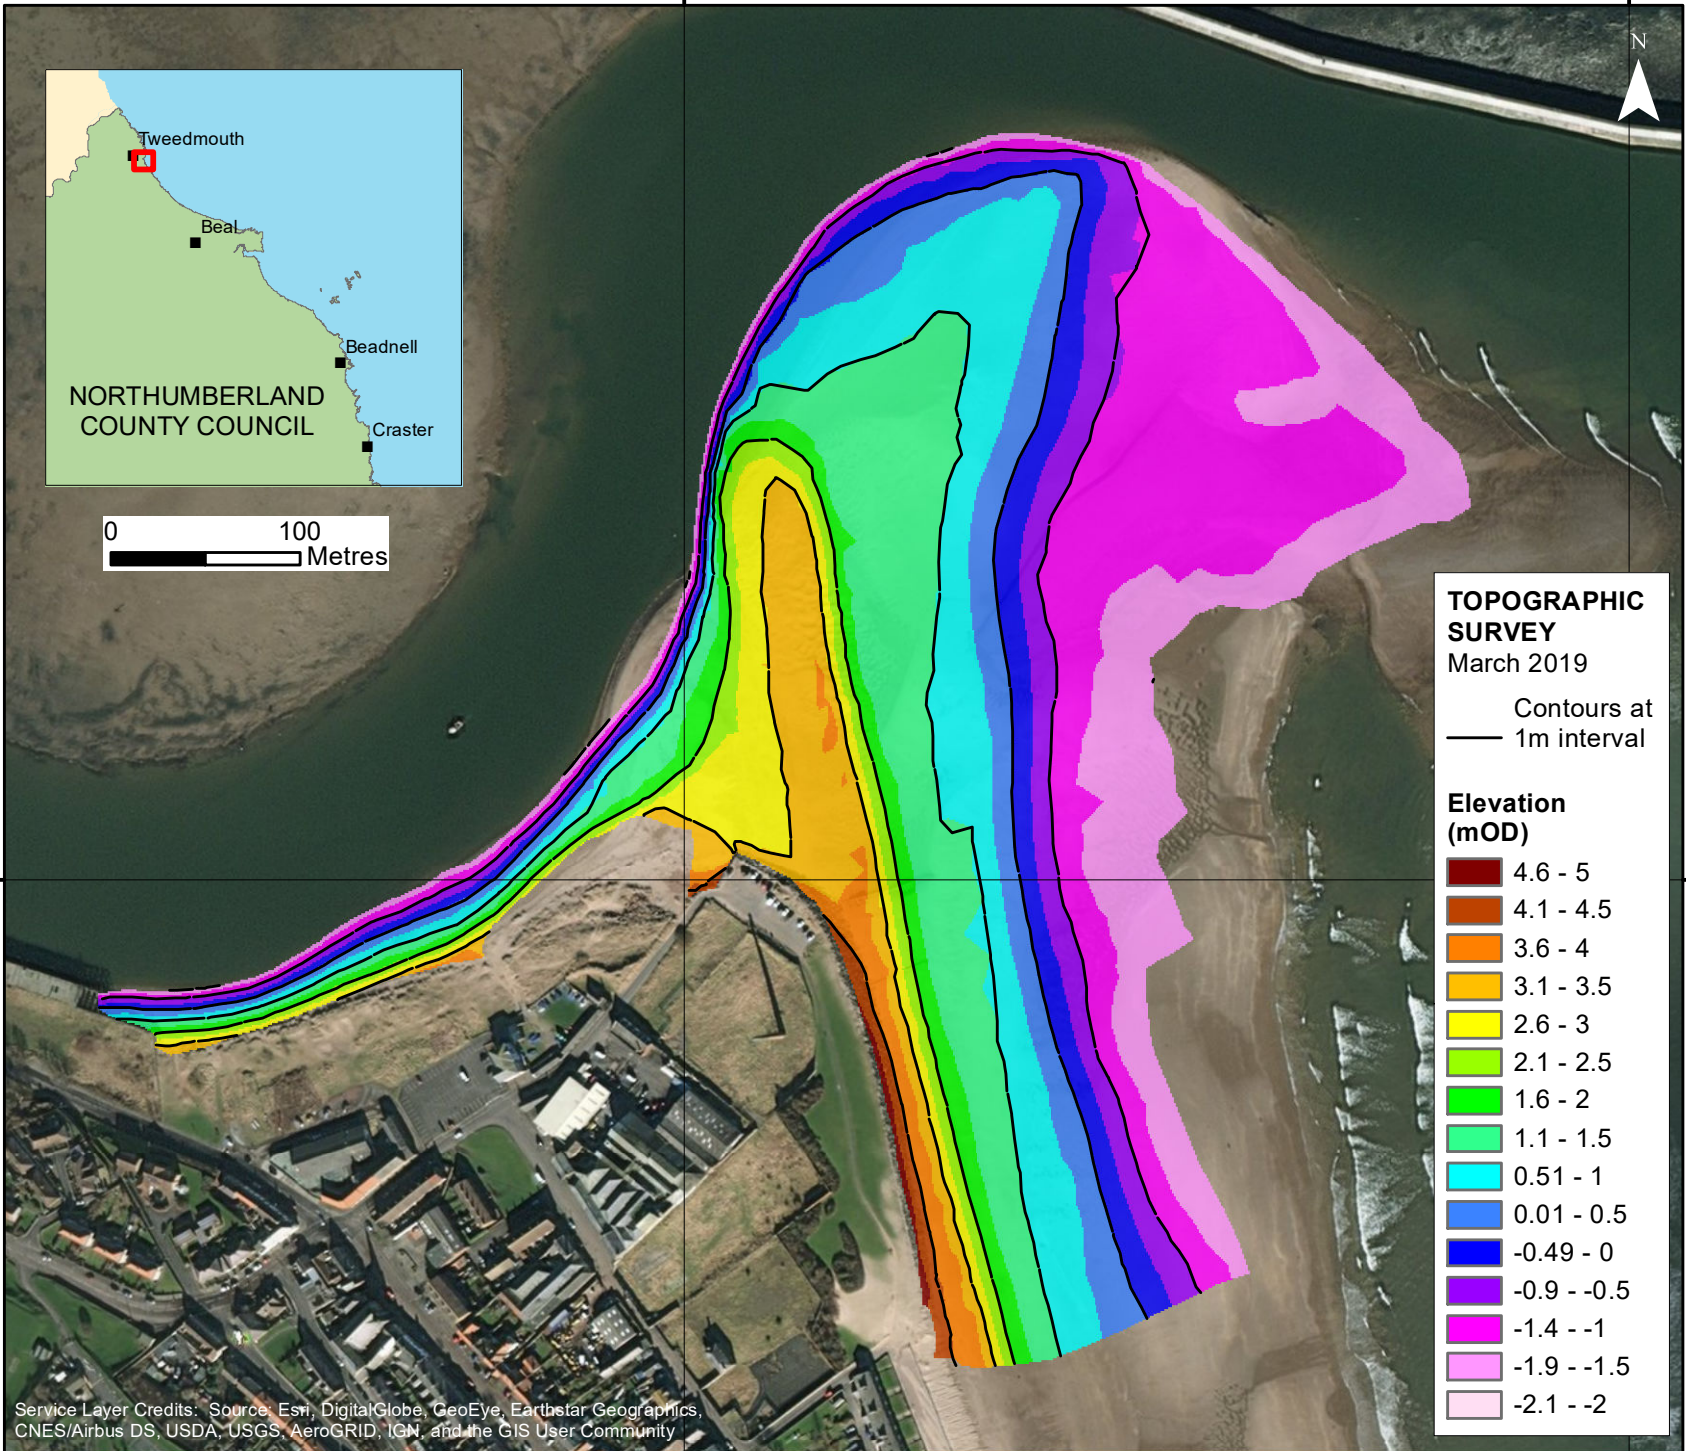 N
Tweedmouth
Beal
Beadnell
NORTHUMBERLAND
COUNTY COUNCIL
Craster
0 100
Metres
TOPOGRAPHIC
SURVEY
March 2019
Contours at
1m interval
Elevation
(mOD)
4.6 - 5
4.1 - 4.5
3.6 - 4
3.1 - 3.5
2.6 - 3
2.1 - 2.5
1.6 - 2
1.1 - 1.5
0.51 - 1
0.01 - 0.5
-0.49 - 0
-0.9 - -0.5
-1.4 - -1
-1.9 - -1.5
-2.1 - -2
Service Layer Credits: Source: Esri, DigitalGlobe, GeoEye, Earthstar Geographics,
CNES/Airbus DS, USDA, USGS, AeroGRID, IGN, and the GIS User Community